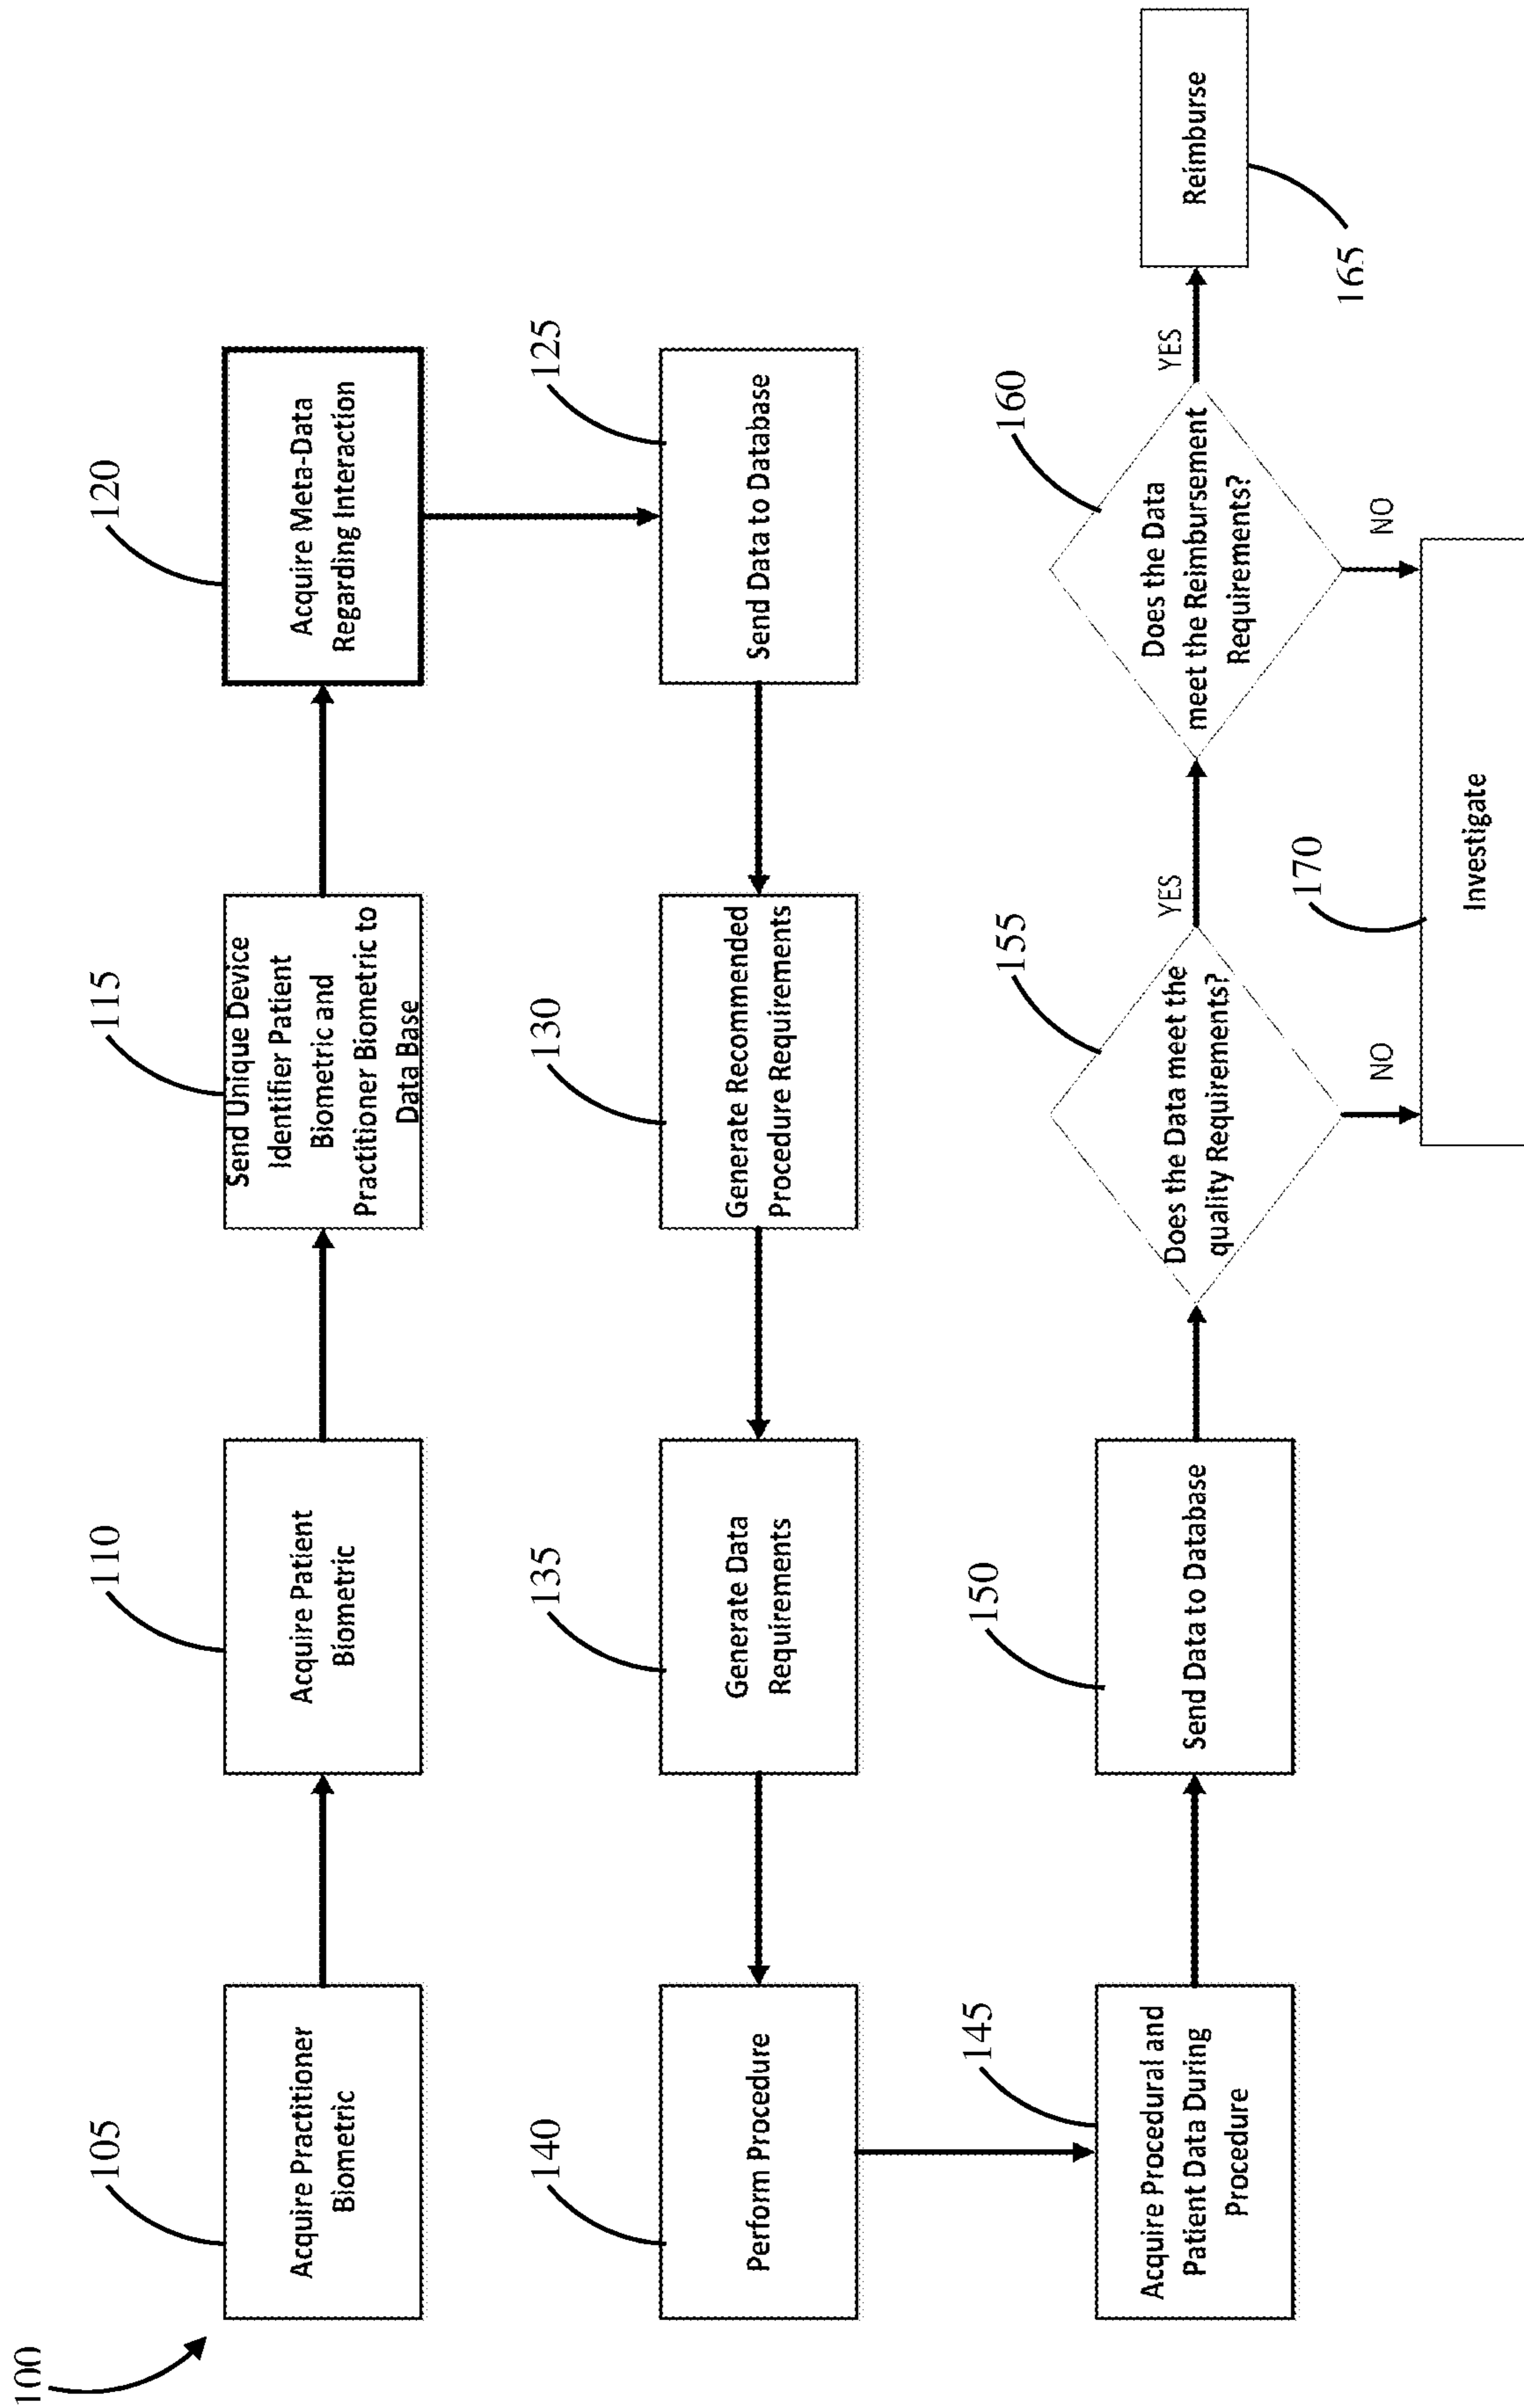 100
105
Acquire Practitioner
Biometric
110
Acquire Patient
Biometric
115
Send Unique Device
Identifier Patient
Biometric and
Practitioner Biometric to
Data Base
120
Acquire Meta-Data
Regarding Interaction
125
Send Data to Database
130
Generate Recommended
Procedure Requirements
135
Generate Data
Requirements
140
Perform Procedure
145
Acquire Procedural and
Patient Data During
Procedure
150
Send Data to Database
155
Does the Data meet the
quality Requirements?
YES
NO
160
Does the Data
meet the Reimbursement
Requirements?
YES
NO
Reimburse
165
170
Investigate